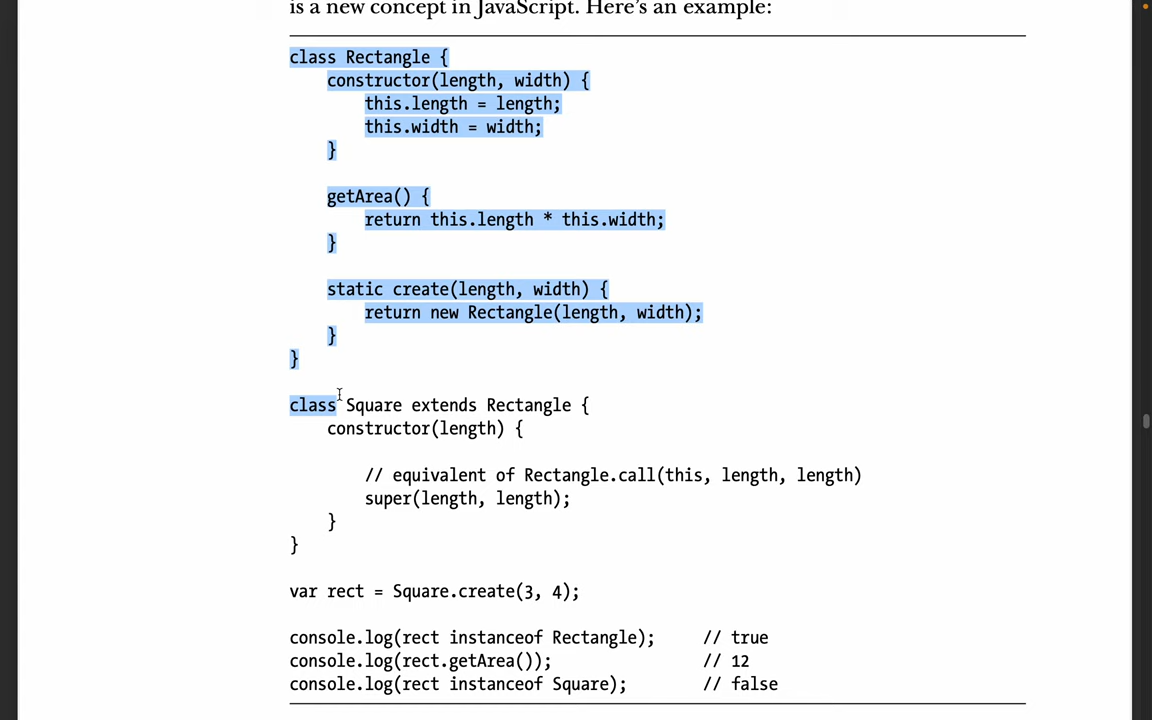 is a new concept in JavaScript. Here’s an example:
class Rectangle {
    constructor(length, width) {
        this.length = length;
        this.width = width;
    }

    getArea() {
        return this.length * this.width;
    }

    static create(length, width) {
        return new Rectangle(length, width);
    }
}

class Square extends Rectangle {
    constructor(length) {

        // equivalent of Rectangle.call(this, length, length)
        super(length, length);
    }
}

var rect = Square.create(3, 4);

console.log(rect instanceof Rectangle);     // true
console.log(rect.getArea());                // 12
console.log(rect instanceof Square);        // false